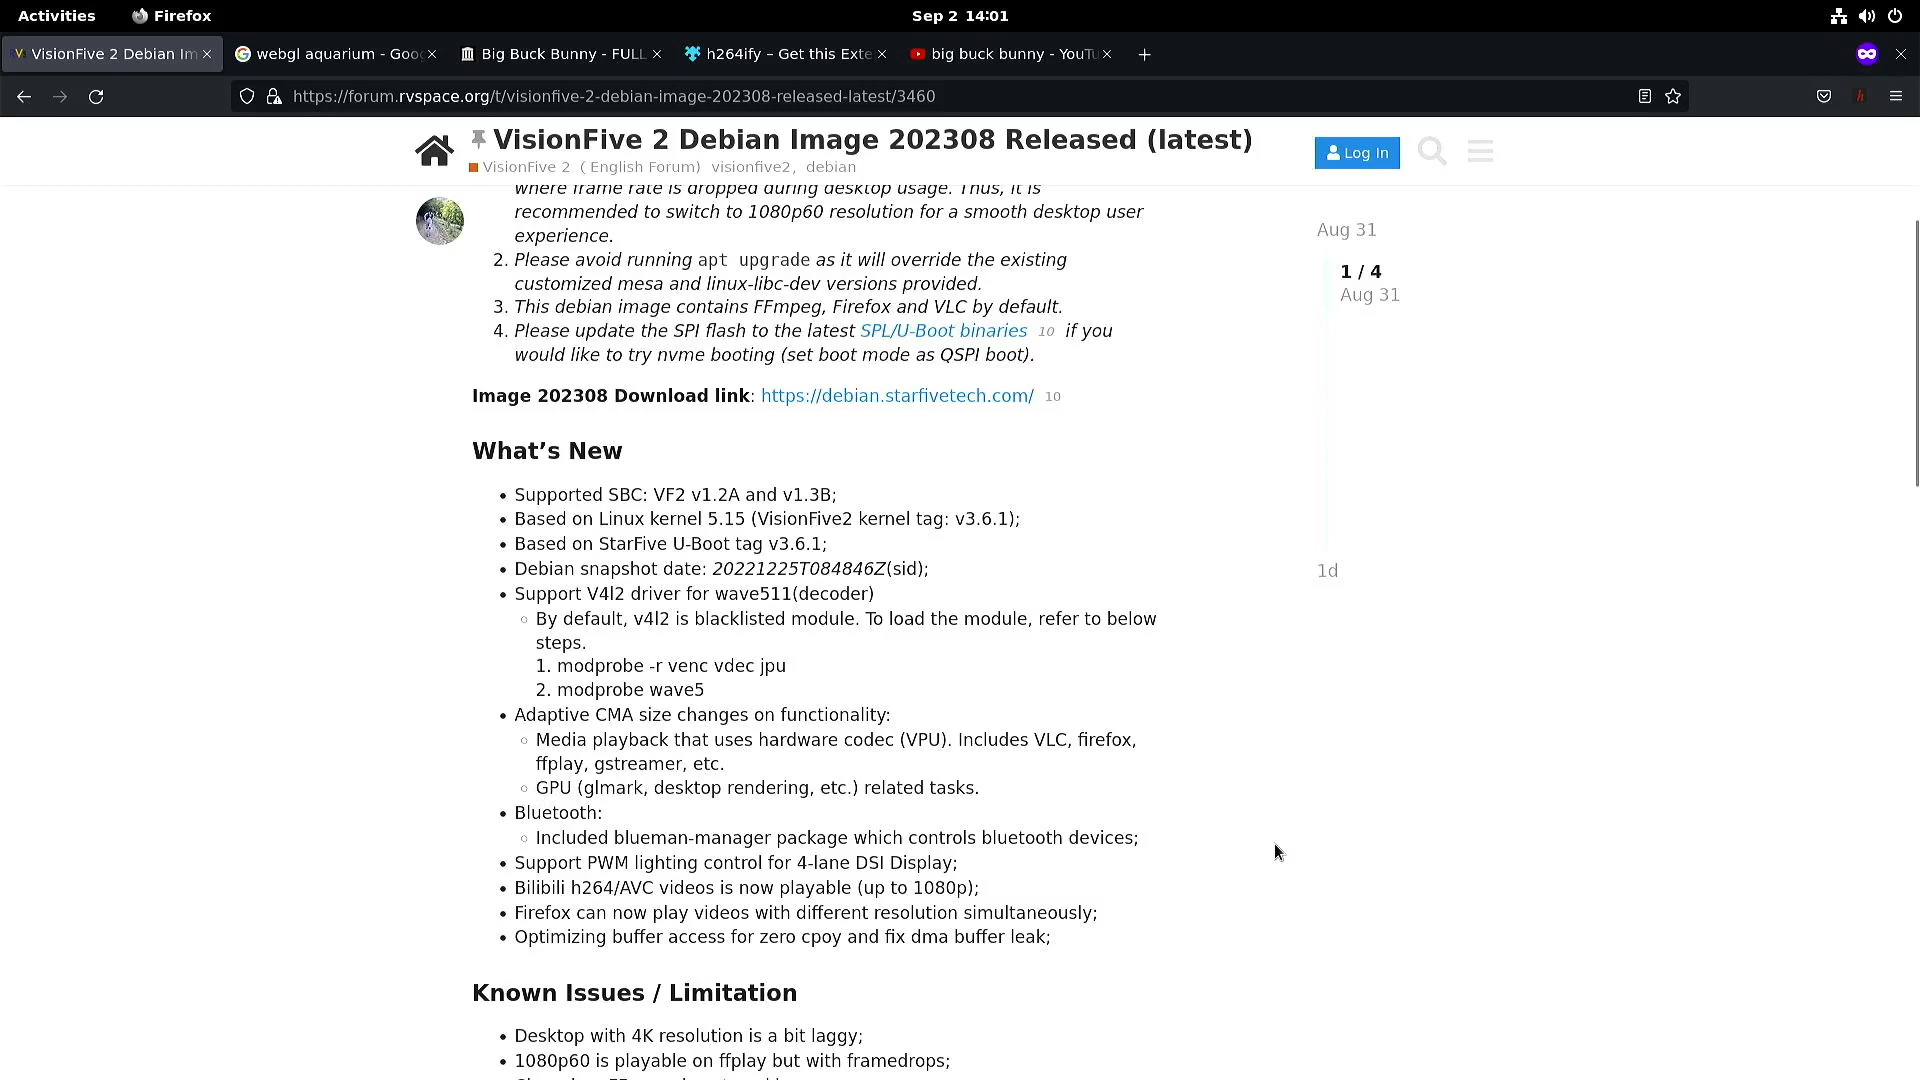 Activities Firefox Sep 2 14:01
VisionFive 2 Debian Im webgl aquarium - Goo Big Buck Bunny - FULL h264ify – Get this Exte big buck bunny - YouTu
https://forum.rvspace.org/t/visionfive-2-debian-image-202308-released-latest/3460
VisionFive 2 Debian Image 202308 Released (latest)
VisionFive 2 ( English Forum) visionfive2, debian
Log In
where frame rate is dropped during desktop usage. Thus, it is
recommended to switch to 1080p60 resolution for a smooth desktop user
experience.
2. Please avoid running apt upgrade as it will override the existing
customized mesa and linux-libc-dev versions provided.
3. This debian image contains FFmpeg, Firefox and VLC by default.
4. Please update the SPI flash to the latest SPL/U-Boot binaries 10 if you
would like to try nvme booting (set boot mode as QSPI boot).
Image 202308 Download link: https://debian.starfivetech.com/ 10
What’s New
• Supported SBC: VF2 v1.2A and v1.3B;
• Based on Linux kernel 5.15 (VisionFive2 kernel tag: v3.6.1);
• Based on StarFive U-Boot tag v3.6.1;
• Debian snapshot date: 20221225T084846Z(sid);
• Support V4l2 driver for wave511(decoder)
◦ By default, v4l2 is blacklisted module. To load the module, refer to below
steps.
1. modprobe -r venc vdec jpu
2. modprobe wave5
• Adaptive CMA size changes on functionality:
◦ Media playback that uses hardware codec (VPU). Includes VLC, firefox,
ffplay, gstreamer, etc.
◦ GPU (glmark, desktop rendering, etc.) related tasks.
• Bluetooth:
◦ Included blueman-manager package which controls bluetooth devices;
• Support PWM lighting control for 4-lane DSI Display;
• Bilibili h264/AVC videos is now playable (up to 1080p);
• Firefox can now play videos with different resolution simultaneously;
• Optimizing buffer access for zero cpoy and fix dma buffer leak;
Known Issues / Limitation
• Desktop with 4K resolution is a bit laggy;
• 1080p60 is playable on ffplay but with framedrops;
Aug 31
1 / 4
Aug 31
1d